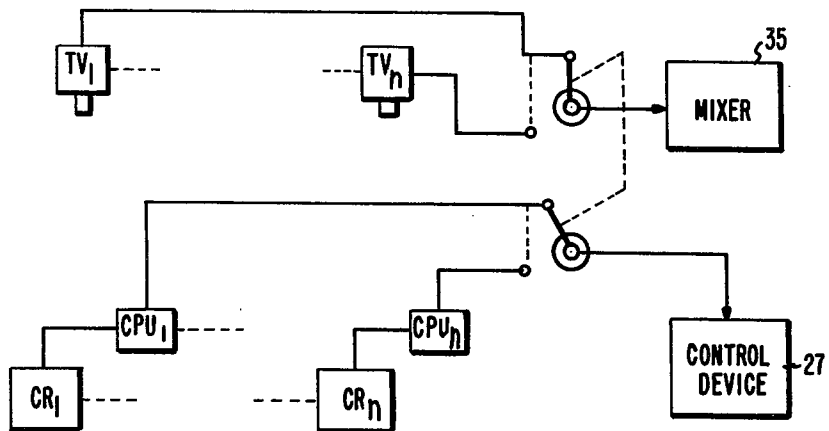 TV1
TVn
35
MIXER
CPU1
CPUn
CR1
CRn
CONTROL
DEVICE
27